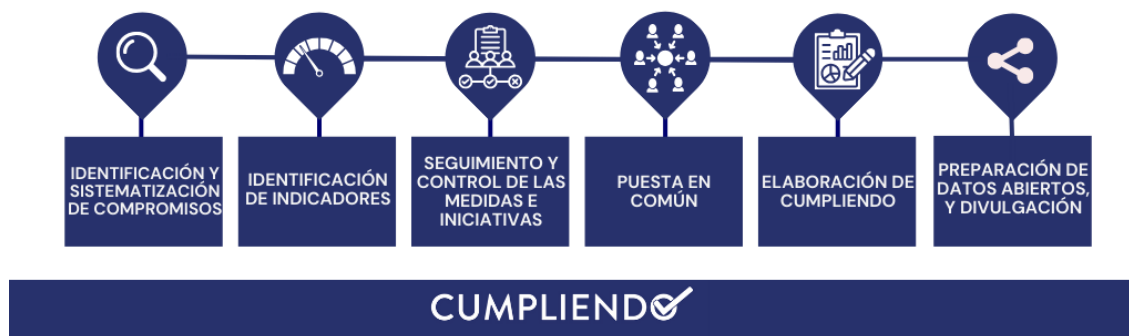 IDENTIFICACIÓN Y
SISTEMATIZACIÓN
DE COMPROMISOS
IDENTIFICACIÓN
DE INDICADORES
SEGUIMIENTO Y
CONTROL DE LAS
MEDIDAS E
INICIATIVAS
PUESTA EN
COMÚN
ELABORACIÓN DE
CUMPLIENDO
PREPARACIÓN DE
DATOS ABIERTOS,
Y DIVULGACIÓN
CUMPLIENDO